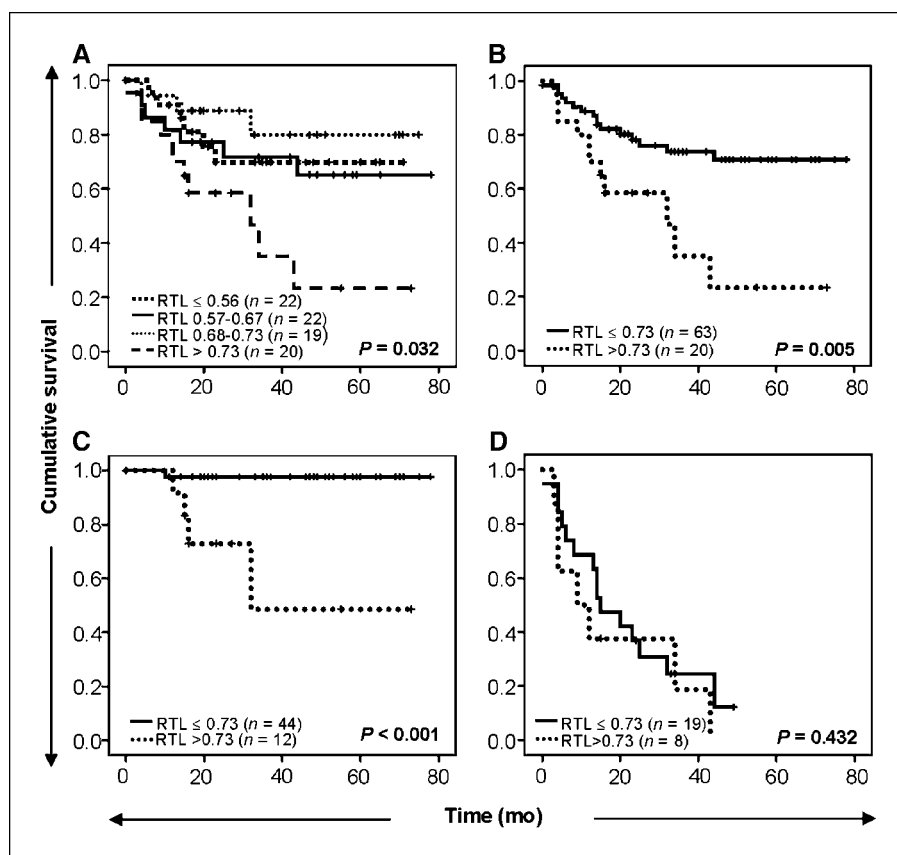 A
B
1.0
0.8
0.6
0.4
0.2
0.0
RTL ≤ 0.56 (n = 22)
RTL 0.57-0.67 (n = 22)
RTL 0.68-0.73 (n = 19)
RTL > 0.73 (n = 20)
P = 0.032
0 20 40 60 80
1.0
0.8
0.6
0.4
0.2
0.0
RTL ≤ 0.73 (n = 63)
RTL >0.73 (n = 20)
P = 0.005
0 20 40 60 80
Cumulative survival
C
D
1.0
0.8
0.6
0.4
0.2
0.0
RTL ≤ 0.73 (n = 44)
RTL >0.73 (n = 12)
P < 0.001
0 20 40 60 80
1.0
0.8
0.6
0.4
0.2
0.0
RTL ≤ 0.73 (n = 19)
RTL>0.73 (n = 8)
P = 0.432
0 20 40 60 80
Time (mo)